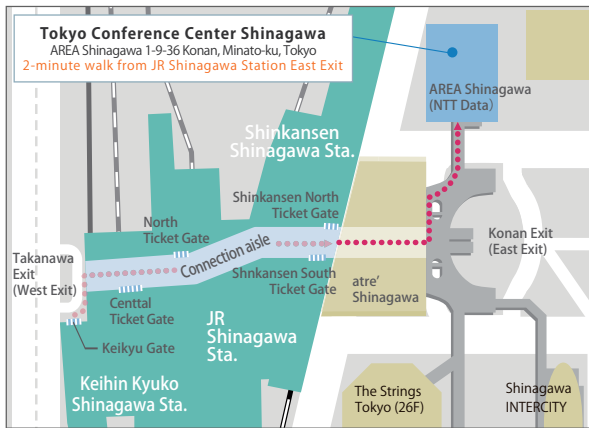 Tokyo Conference Center Shinagawa
AREA Shinagawa 1-9-36 Konan, Minato-ku, Tokyo
2-minute walk from JR Shinagawa Station East Exit
AREA Shinagawa
(NTT Data)
Shinkansen
Shinagawa Sta.
Shinkansen North
Ticket Gate
North
Ticket Gate
Konan Exit
(East Exit)
Takanawa
Exit
(West Exit)
Connection aisle
Shnkansen South
Ticket Gate
atre’
Shinagawa
Centtal
Ticket Gate
JR
Shinagawa
Sta.
Keikyu Gate
Keihin Kyuko
Shinagawa Sta.
The Strings
Tokyo (26F)
Shinagawa
INTERCITY